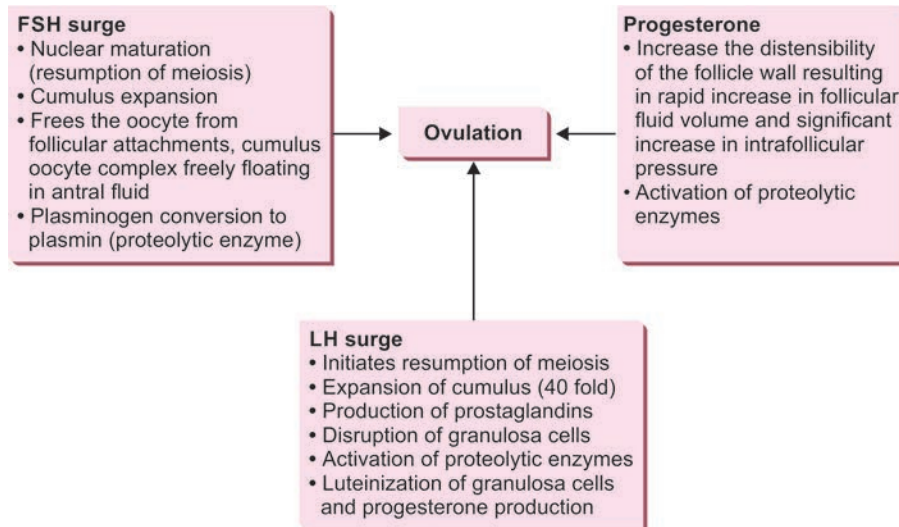 FSH surge
• Nuclear maturation
(resumption of meiosis)
• Cumulus expansion
• Frees the oocyte from
follicular attachments, cumulus
oocyte complex freely floating
in antral fluid
• Plasminogen conversion to
plasmin (proteolytic enzyme)
Ovulation
Progesterone
• Increase the distensibility
of the follicle wall resulting
in rapid increase in follicular
fluid volume and significant
increase in intrafollicular
pressure
• Activation of proteolytic
enzymes
LH surge
• Initiates resumption of meiosis
• Expansion of cumulus (40 fold)
• Production of prostaglandins
• Disruption of granulosa cells
• Activation of proteolytic enzymes
• Luteinization of granulosa cells
and progesterone production